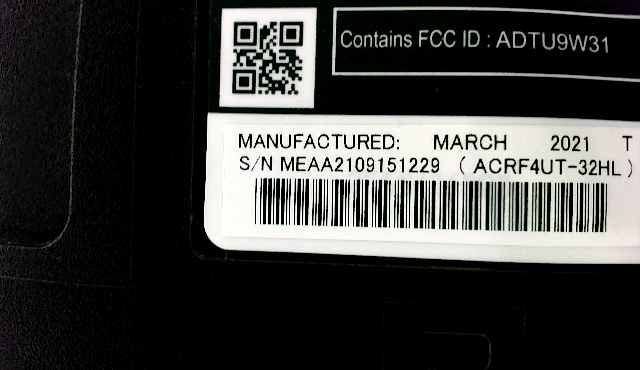 Contains FCC ID : ADTU9W31
MANUFACTURED: MARCH 2021 T
S/N MEAA2109151229 ( ACRF4UT-32HL )